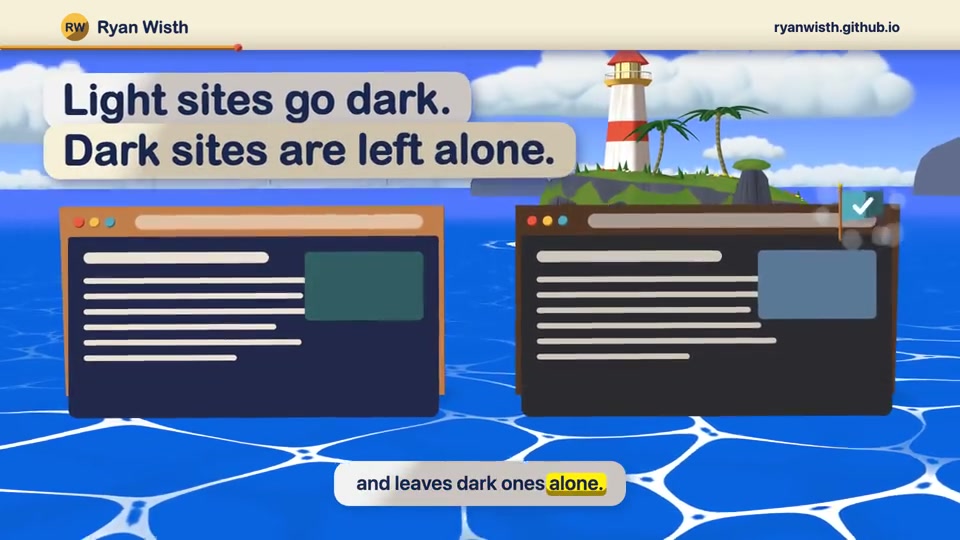 RW Ryan Wisth
ryanwisth.github.io
Light sites go dark.
Dark sites are left alone.
and leaves dark ones alone.